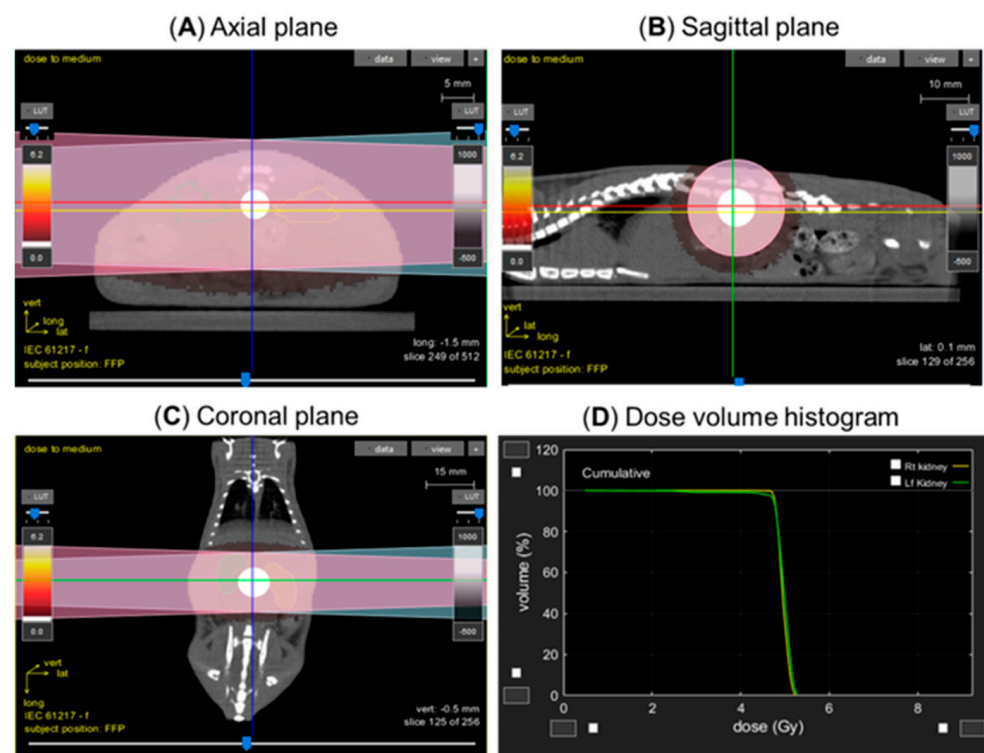 (A) Axial plane
dose to medium
data
view
+
5 mm
LUT
LUT
6.2
1000
0.0
-500
vert
long
lat
IEC 61217 - f
subject position: FFP
long: -1.5 mm
slice 249 of 512
(B) Sagittal plane
dose to medium
data
view
+
10 mm
LUT
LUT
6.2
1000
0.0
-500
vert
long
lat
IEC 61217 - f
subject position: FFP
lat: 0.1 mm
slice 129 of 256
(C) Coronal plane
dose to medium
data
view
+
15 mm
LUT
LUT
6.2
1000
0.0
-500
vert
lat
long
IEC 61217 - f
subject position: FFP
vert: -0.5 mm
slice 125 of 256
(D) Dose volume histogram
Cumulative
Rt kidney
Lf Kidney
volume (%)
120
100
80
60
40
20
0
0 2 4 6 8
dose (Gy)